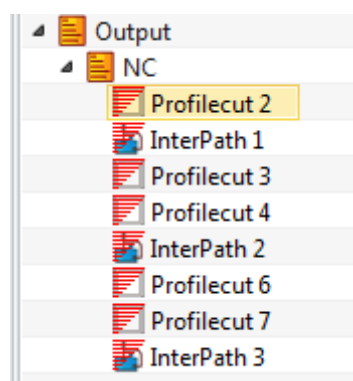 Output
NC
Profilecut 2
InterPath 1
Profilecut 3
Profilecut 4
InterPath 2
Profilecut 6
Profilecut 7
InterPath 3